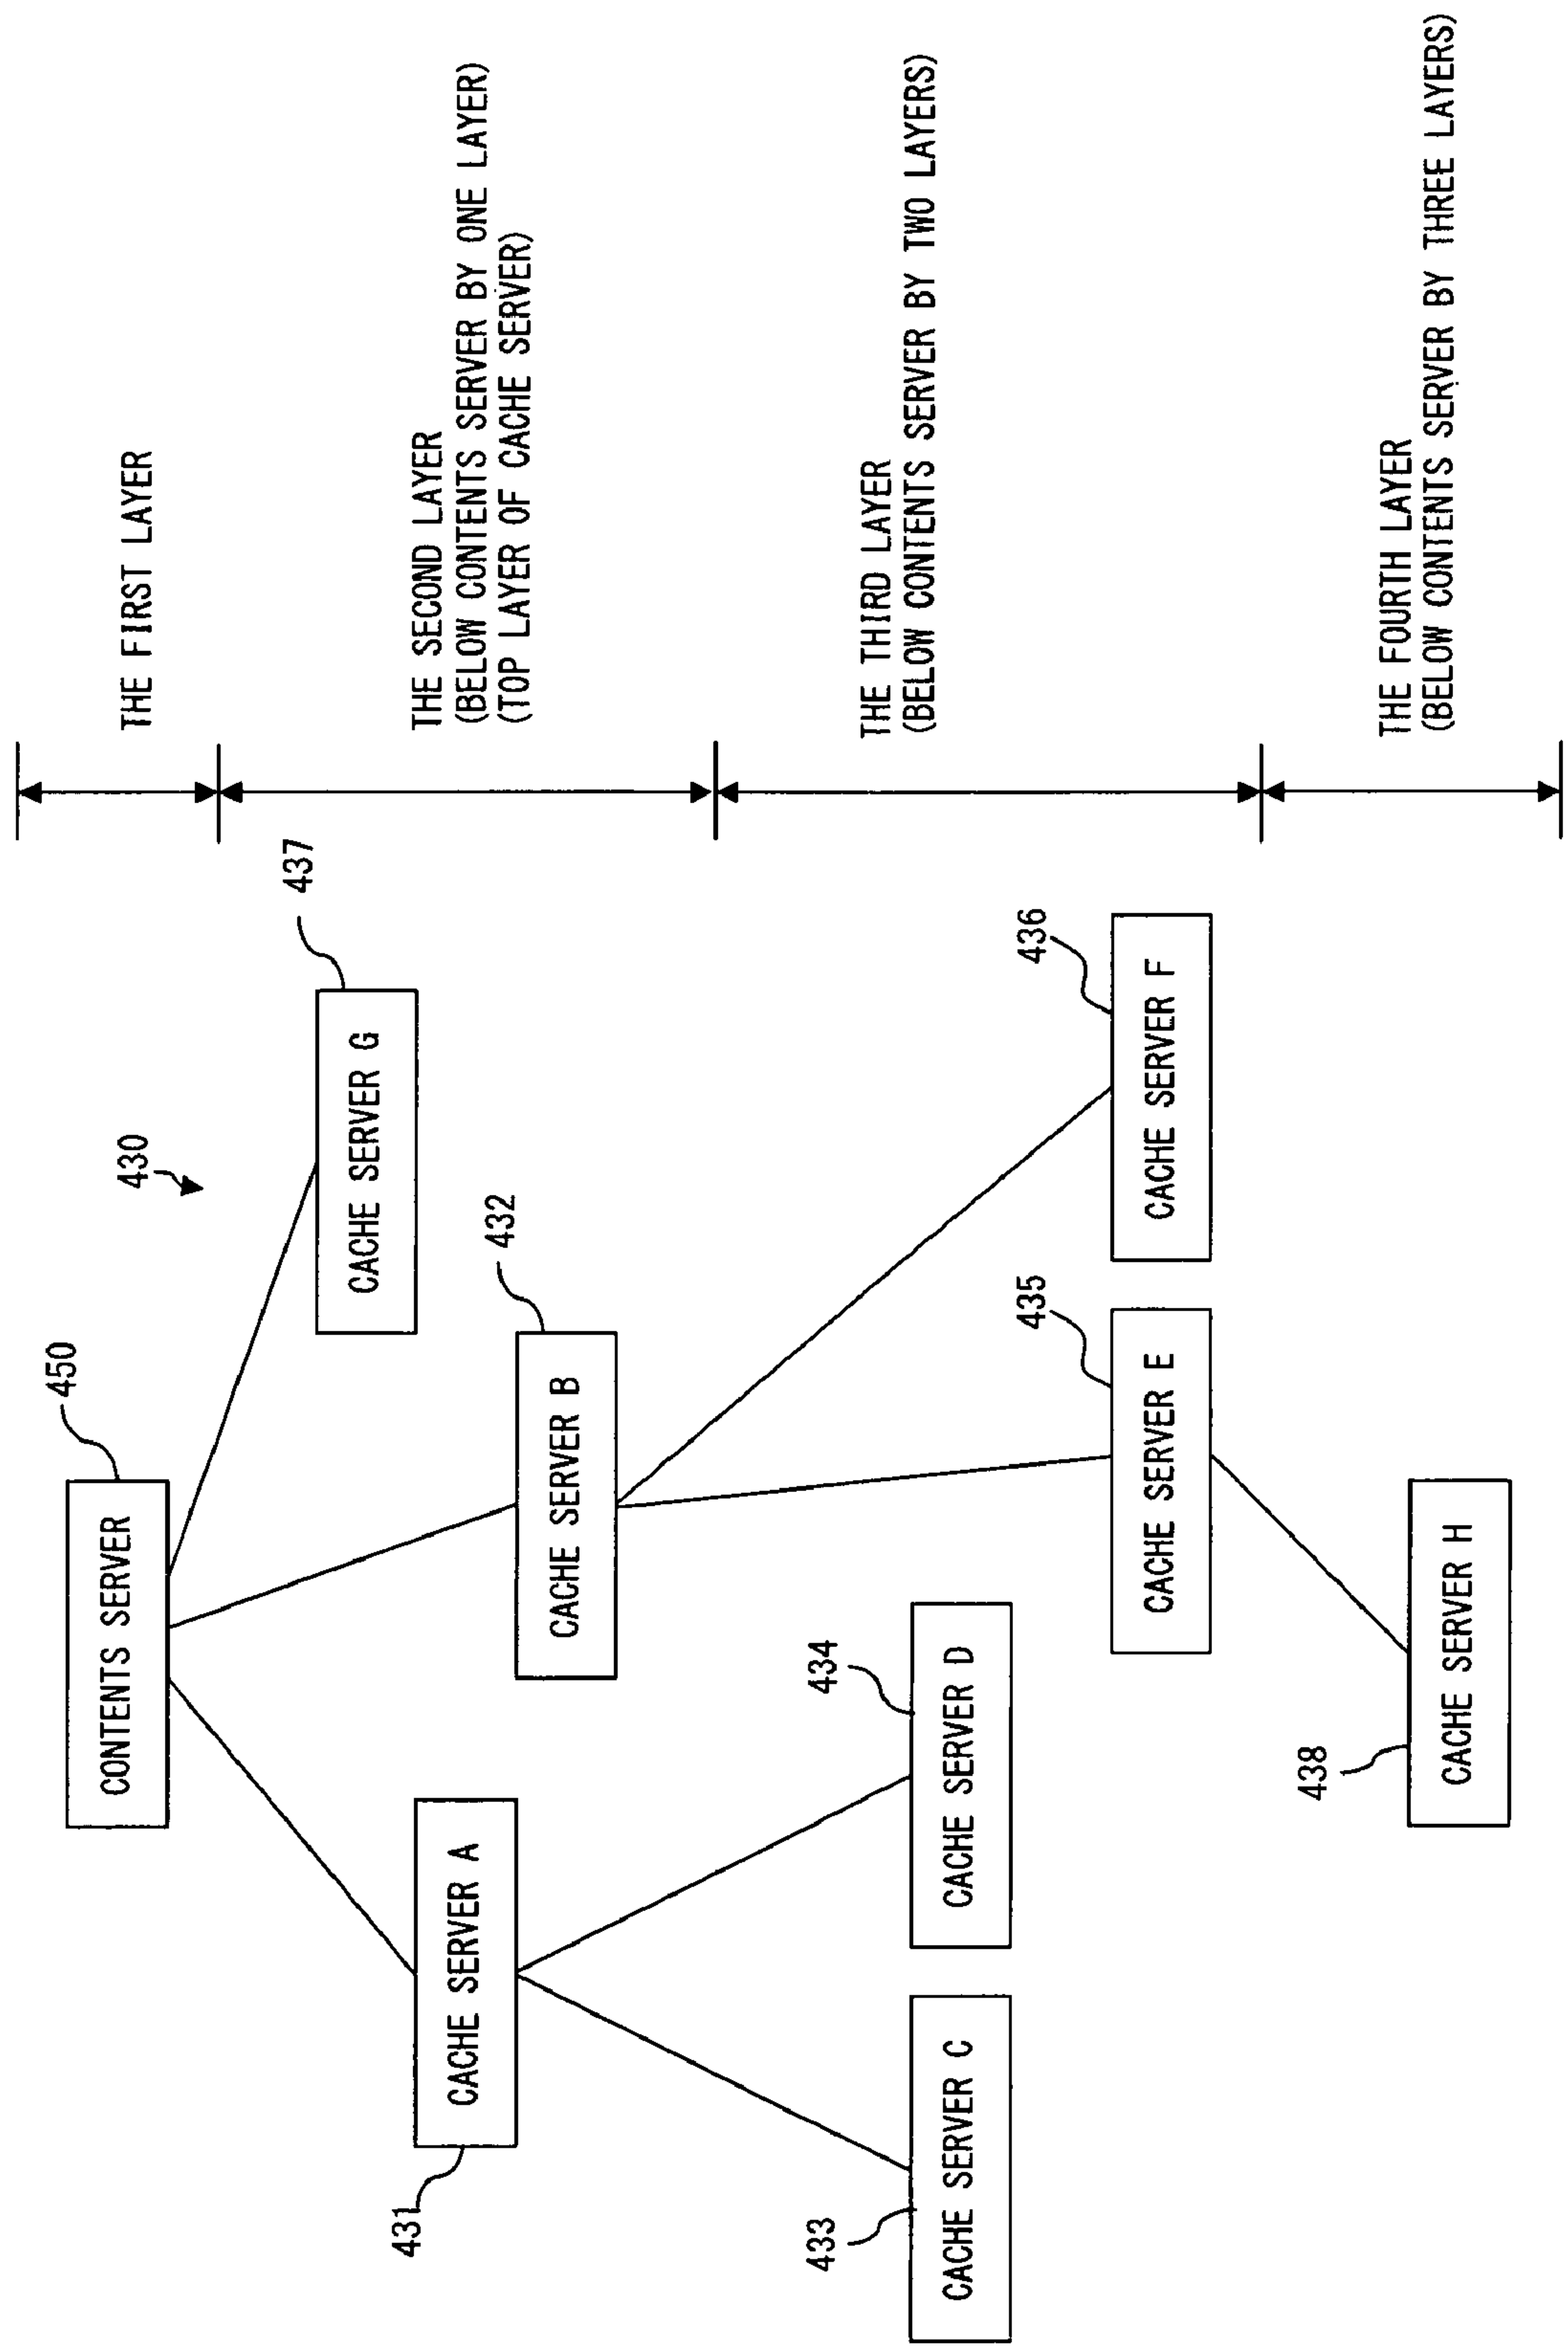 450
CONTENTS SERVER
430
437
CACHE SERVER G
431
CACHE SERVER A
432
CACHE SERVER B
433
CACHE SERVER C
434
CACHE SERVER D
435
CACHE SERVER E
436
CACHE SERVER F
438
CACHE SERVER H
THE FIRST LAYER
THE SECOND LAYER
(BELOW CONTENTS SERVER BY ONE LAYER)
(TOP LAYER OF CACHE SERVER)
THE THIRD LAYER
(BELOW CONTENTS SERVER BY TWO LAYERS)
THE FOURTH LAYER
(BELOW CONTENTS SERVER BY THREE LAYERS)